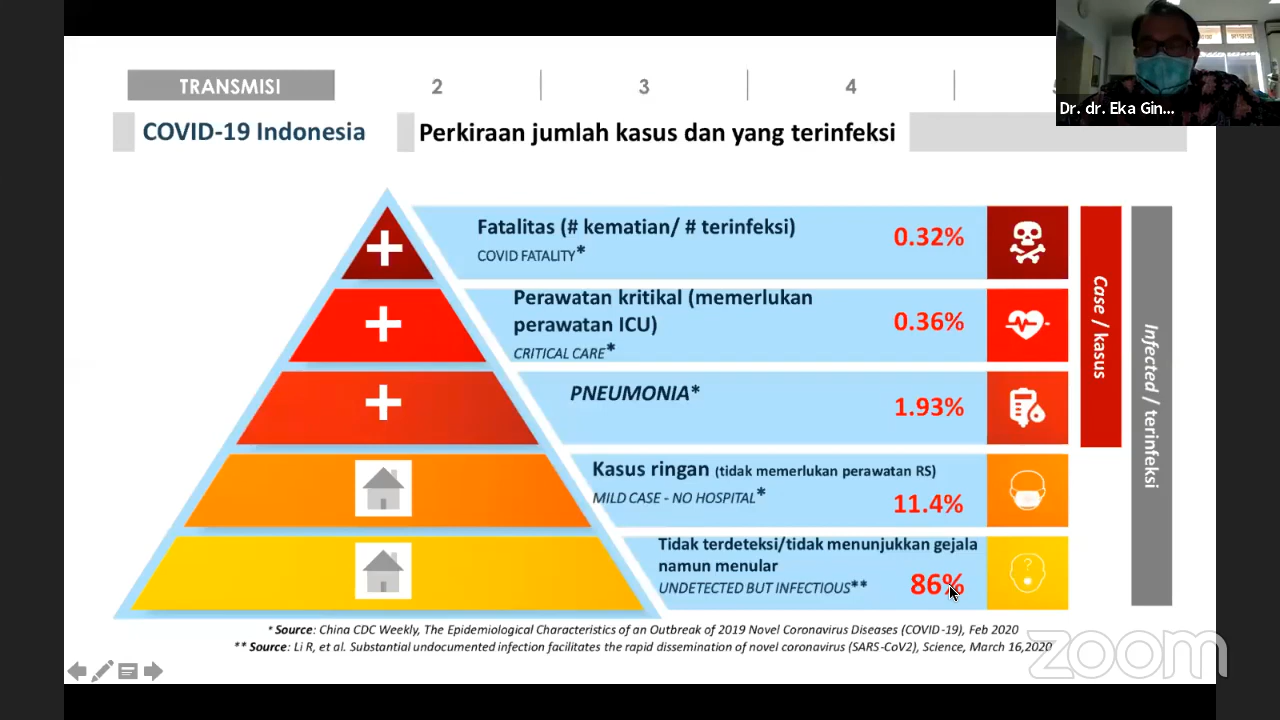 Dr. dr. Eka Gin...
TRANSMISI
2
3
4
COVID-19 Indonesia
Perkiraan jumlah kasus dan yang terinfeksi
Fatalitas (# kematian/ # terinfeksi)
COVID FATALITY*
0.32%
Perawatan kritikal (memerlukan
perawatan ICU)
CRITICAL CARE*
0.36%
PNEUMONIA*
1.93%
Kasus ringan (tidak memerlukan perawatan RS)
MILD CASE - NO HOSPITAL*
11.4%
Tidak terdeteksi/tidak menunjukkan gejala
namun menular
UNDETECTED BUT INFECTIOUS**
86%
Case / kasus
Infected / terinfeksi
* Source: China CDC Weekly, The Epidemiological Characteristics of an Outbreak of 2019 Novel Coronavirus Diseases (COVID-19), Feb 2020
** Source: Li R, et al. Substantial undocumented infection facilitates the rapid dissemination of novel coronavirus (SARS-CoV2), Science, March 16,2020
zoom